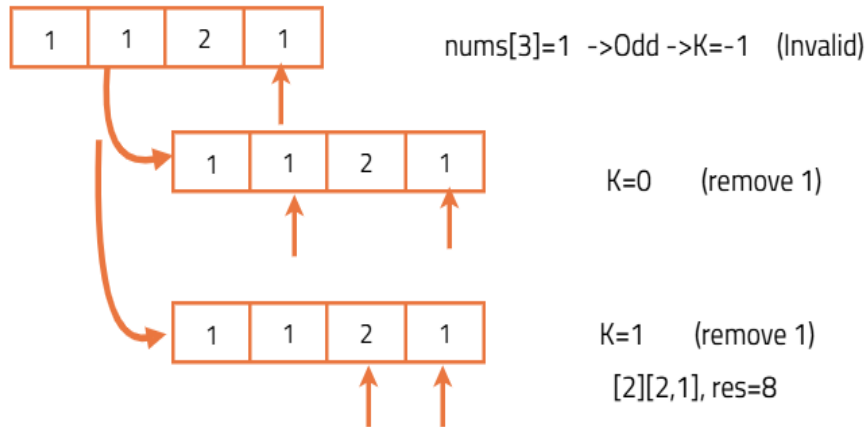 1 1 2 1 nums[3]=1 ->Odd ->K=-1 (Invalid)
1 1 2 1 K=0 (remove 1)
1 1 2 1 K=1 (remove 1)
[2][2,1], res=8